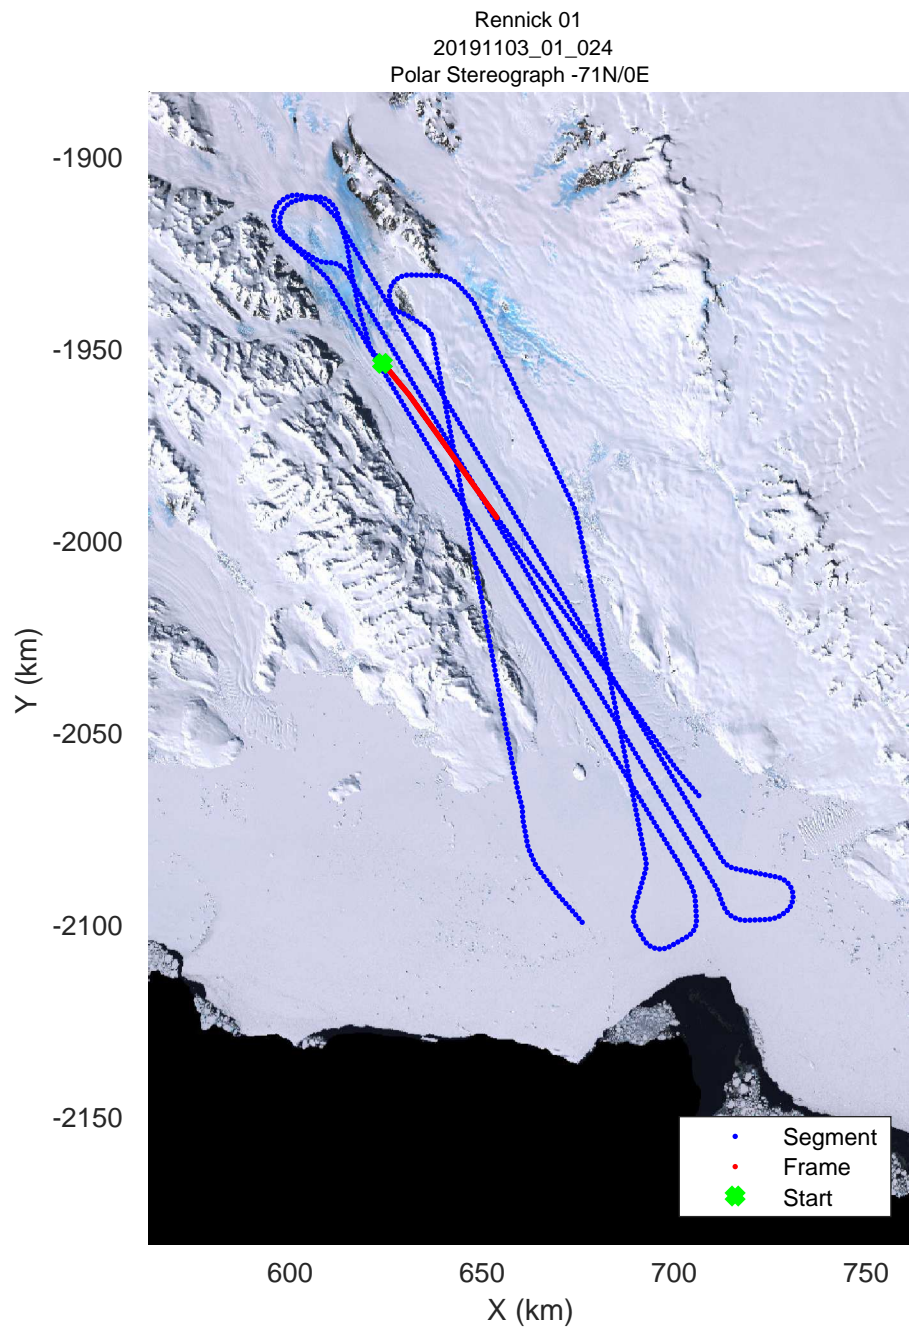 Rennick 01
20191103_01_024
Polar Stereograph -71N/0E
-1900
-1950
-2000
-2050
-2100
-2150
Y (km)
600
650
700
750
X (km)
Segment
Frame
Start